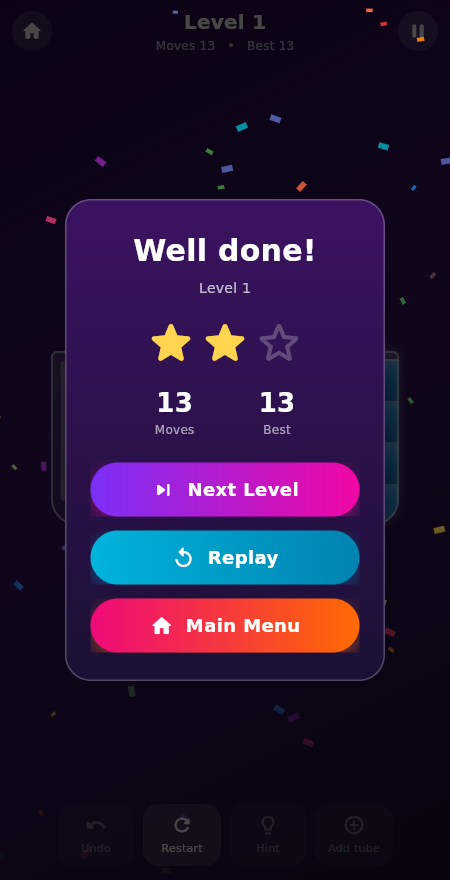 Level 1
Moves 13 • Best 13
Well done!
Level 1
13 13
Moves Best
Next Level
Replay
Main Menu
Undo Restart Hint Add tube